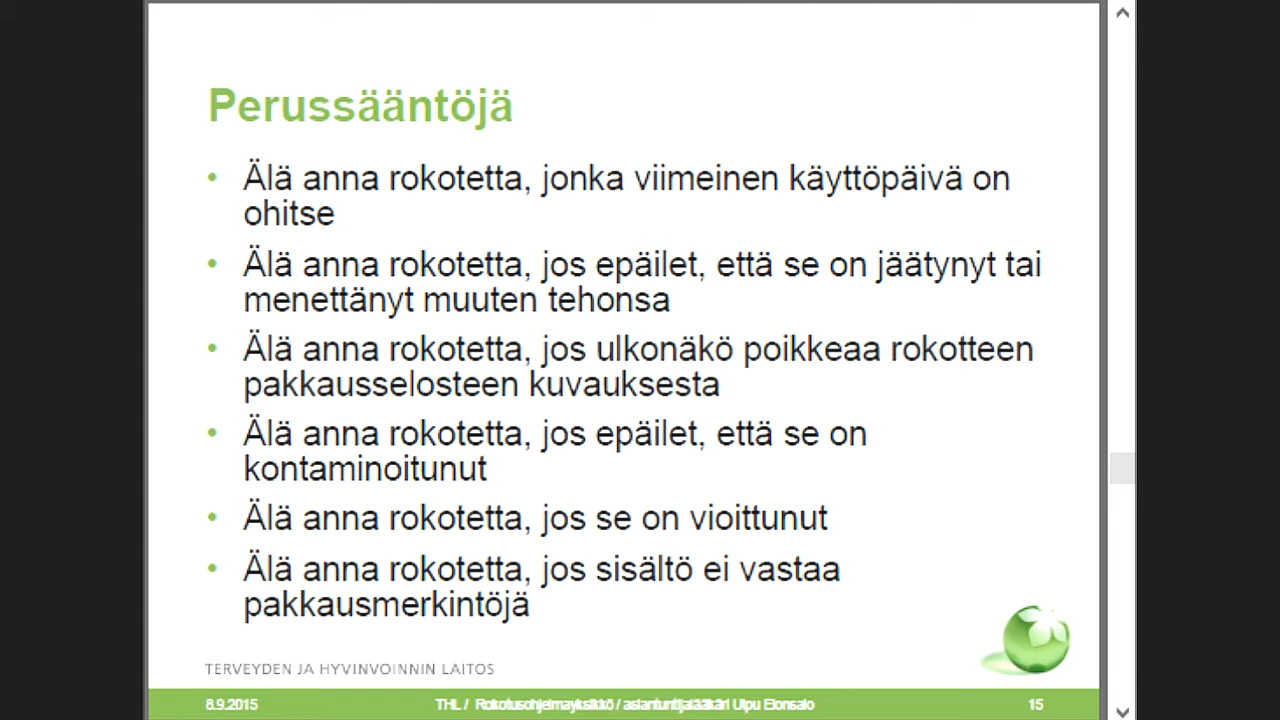 Perussääntöjä
• Älä anna rokotetta, jonka viimeinen käyttöpäivä on
ohitse
• Älä anna rokotetta, jos epäilet, että se on jäätynyt tai
menettänyt muuten tehonsa
• Älä anna rokotetta, jos ulkonäkö poikkeaa rokotteen
pakkausselosteen kuvauksesta
• Älä anna rokotetta, jos epäilet, että se on
kontaminoitunut
• Älä anna rokotetta, jos se on vioittunut
• Älä anna rokotetta, jos sisältö ei vastaa
pakkausmerkintöjä
TERVEYDEN JA HYVINVOINNIN LAITOS
8.9.2015 THL / Rokotusohjelmayksikkö / asiantuntijalääkäri Ulpu Elonsalo 15